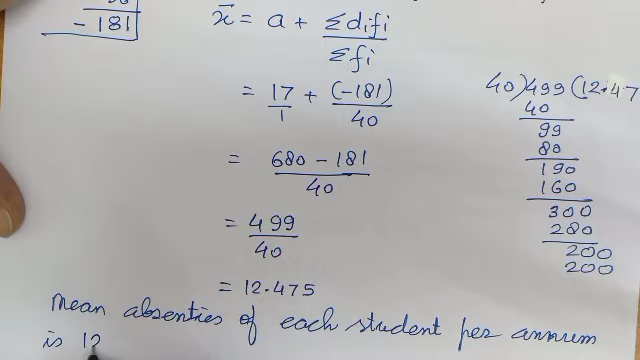 - 181
x̄ = a + Σdifi / Σfi
= 17/1 + (-181)/40
= 680 - 181 / 40
= 499/40
= 12.475
40)499(12.47
40
99
80
190
160
300
280
200
200
Mean absenties of each student per annum
is 12